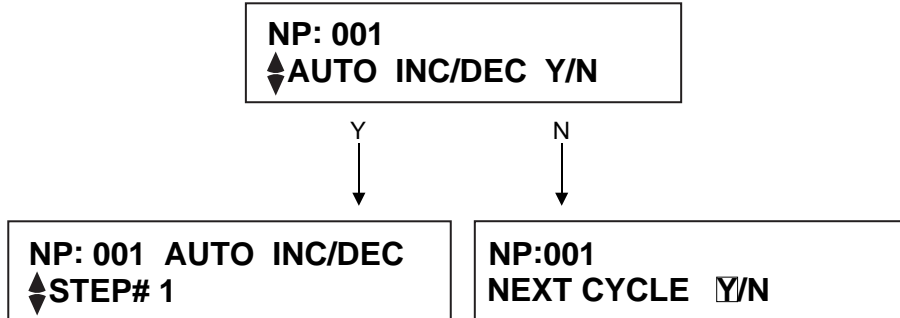 NP: 001
AUTO INC/DEC Y/N
Y N
NP: 001 AUTO INC/DEC
STEP# 1
NP:001
NEXT CYCLE Y/N